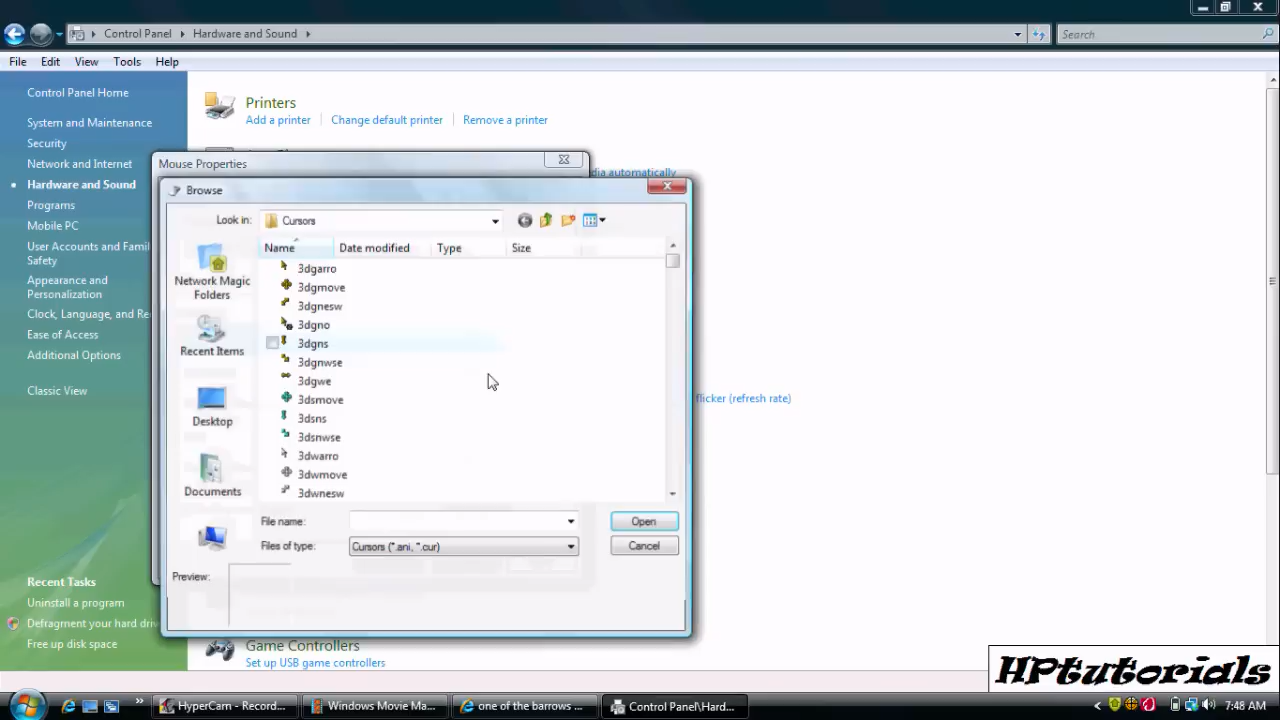 Control Panel Hardware and Sound Search
File Edit View Tools Help
Control Panel Home
System and Maintenance
Security
Network and Internet
Hardware and Sound
Programs
Mobile PC
User Accounts and Famil
Safety
Appearance and
Personalization
Clock, Language, and Re
Ease of Access
Additional Options
Classic View
Recent Tasks
Uninstall a program
Defragment your hard driv
Free up disk space
Printers
Add a printer Change default printer Remove a printer
dia automatically
flicker (refresh rate)
Game Controllers
Set up USB game controllers
Mouse Properties
Browse
Look in: Cursors
Network Magic
Folders
Recent Items
Desktop
Documents
Name Date modified Type Size
3dgarro
3dgmove
3dgnesw
3dgno
3dgns
3dgnwse
3dgwe
3dsmove
3dsns
3dsnwse
3dwarro
3dwmove
3dwnesw
File name: Open
Files of type: Cursors (*.ani, *.cur) Cancel
Preview:
HPtutorials
HyperCam - Record... Windows Movie Ma... one of the barrows ... Control Panel\Hard... 7:48 AM